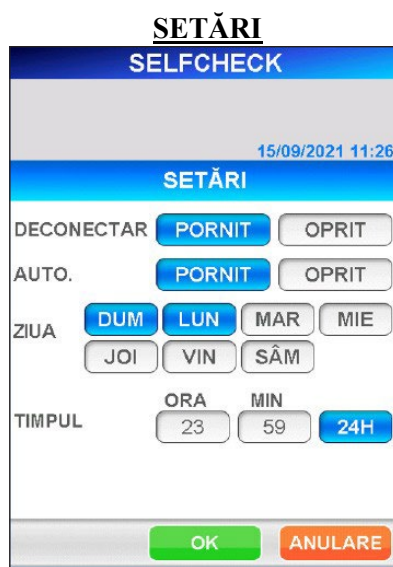 SETĂRI
SELFCHECK
15/09/2021 11:26
SETĂRI
DECONECTAR PORNIT OPRIT
AUTO. PORNIT OPRIT
ZIUA DUM LUN MAR MIE
JOI VIN SÂM
ORA MIN
TIMPUL 23 59 24H
OK ANULARE